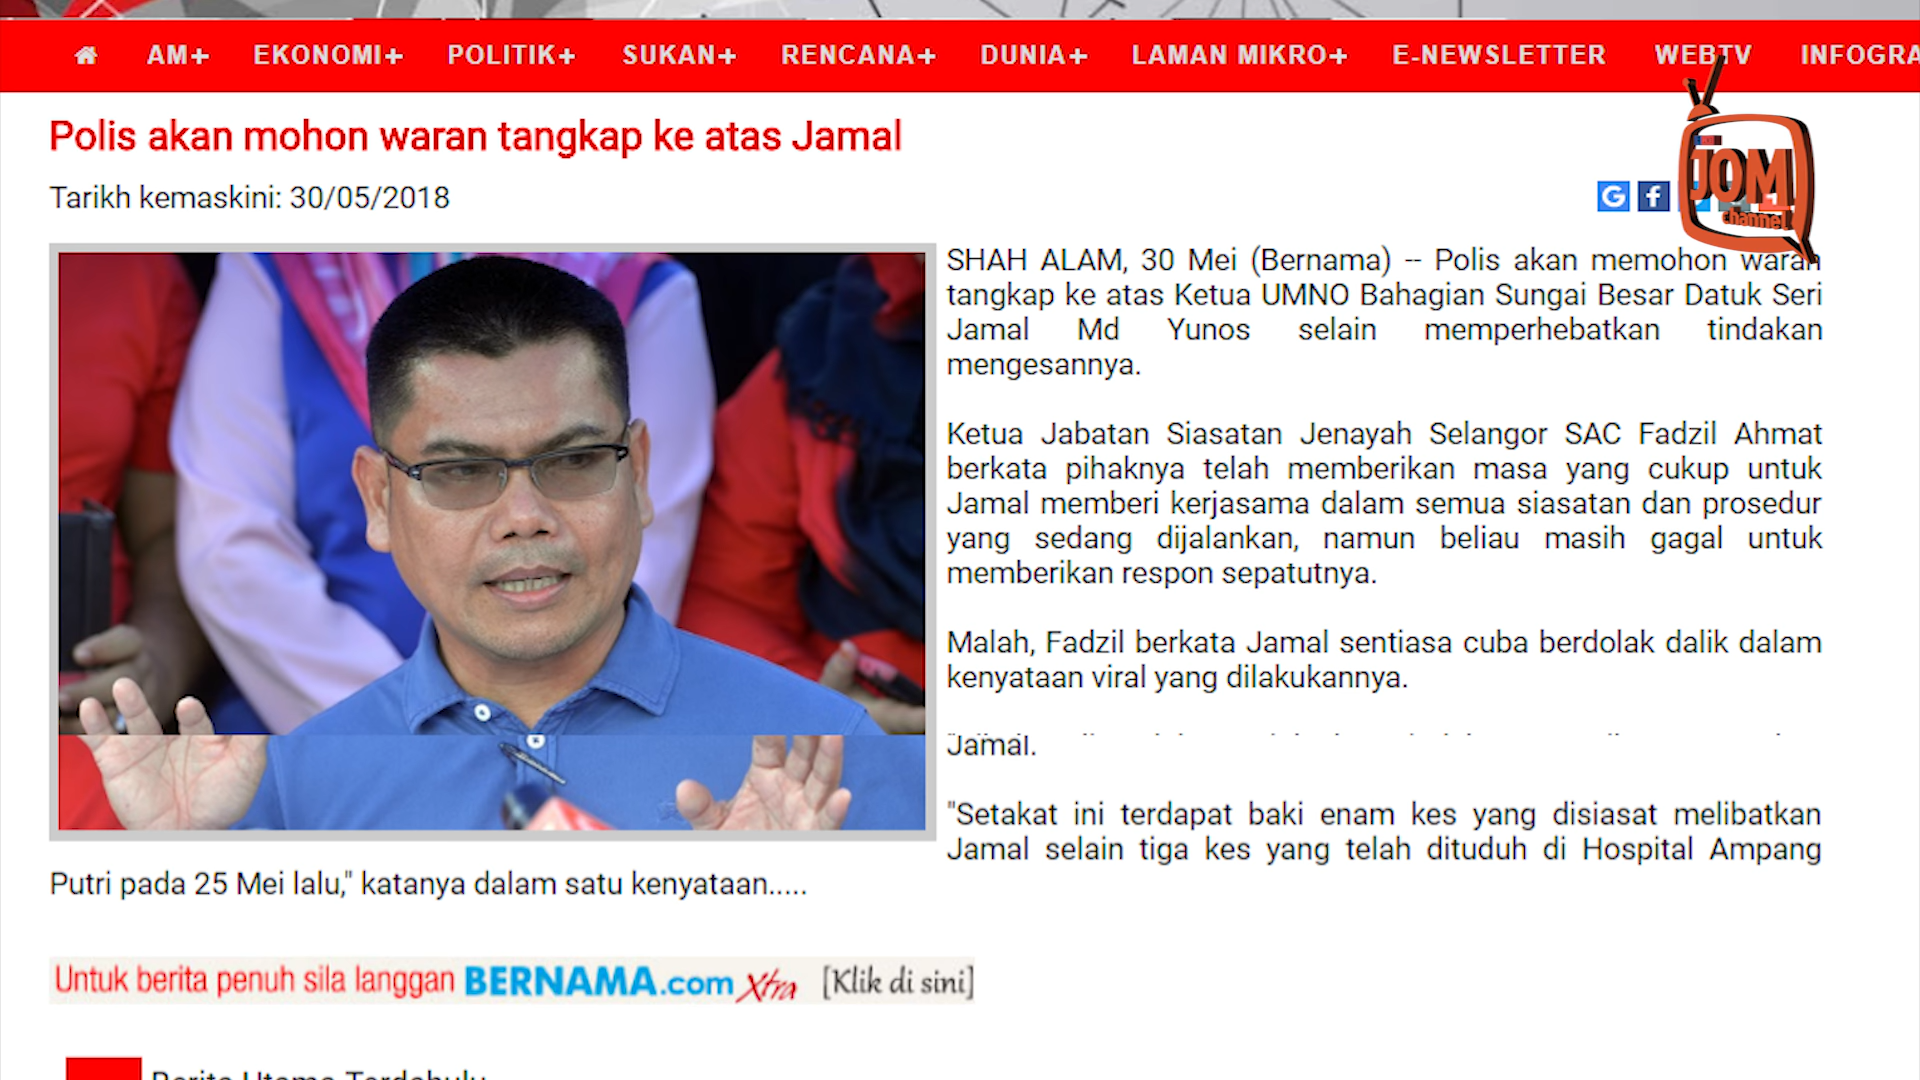 AM+ EKONOMI+ POLITIK+ SUKAN+ RENCANA+ DUNIA+ LAMAN MIKRO+ E-NEWSLETTER WEBTV INFOGRA
Polis akan mohon waran tangkap ke atas Jamal
Tarikh kemaskini: 30/05/2018
G f
JOM
channel
SHAH ALAM, 30 Mei (Bernama) -- Polis akan memohon waran
tangkap ke atas Ketua UMNO Bahagian Sungai Besar Datuk Seri
Jamal Md Yunos selain memperhebatkan tindakan
mengesannya.
Ketua Jabatan Siasatan Jenayah Selangor SAC Fadzil Ahmat
berkata pihaknya telah memberikan masa yang cukup untuk
Jamal memberi kerjasama dalam semua siasatan dan prosedur
yang sedang dijalankan, namun beliau masih gagal untuk
memberikan respon sepatutnya.
Malah, Fadzil berkata Jamal sentiasa cuba berdolak dalik dalam
kenyataan viral yang dilakukannya.
Jamal.
"Setakat ini terdapat baki enam kes yang disiasat melibatkan
Jamal selain tiga kes yang telah dituduh di Hospital Ampang
Putri pada 25 Mei lalu," katanya dalam satu kenyataan.....
Untuk berita penuh sila langgan BERNAMA.com Xtra [Klik di sini]
Berita Utama Terdahulu